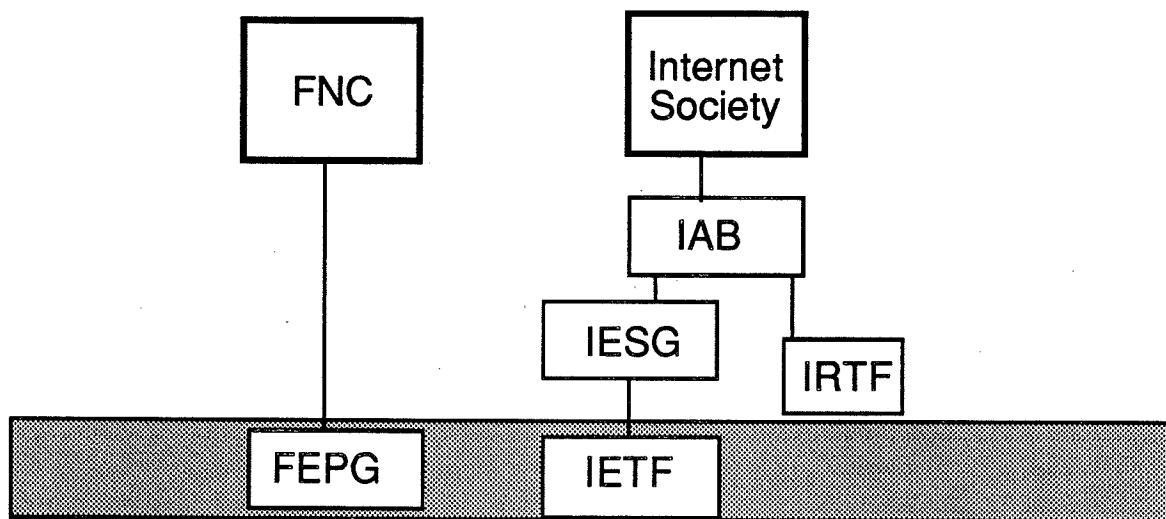 FNC
Internet
Society
IAB
IESG
IRTF
FEPG
IETF